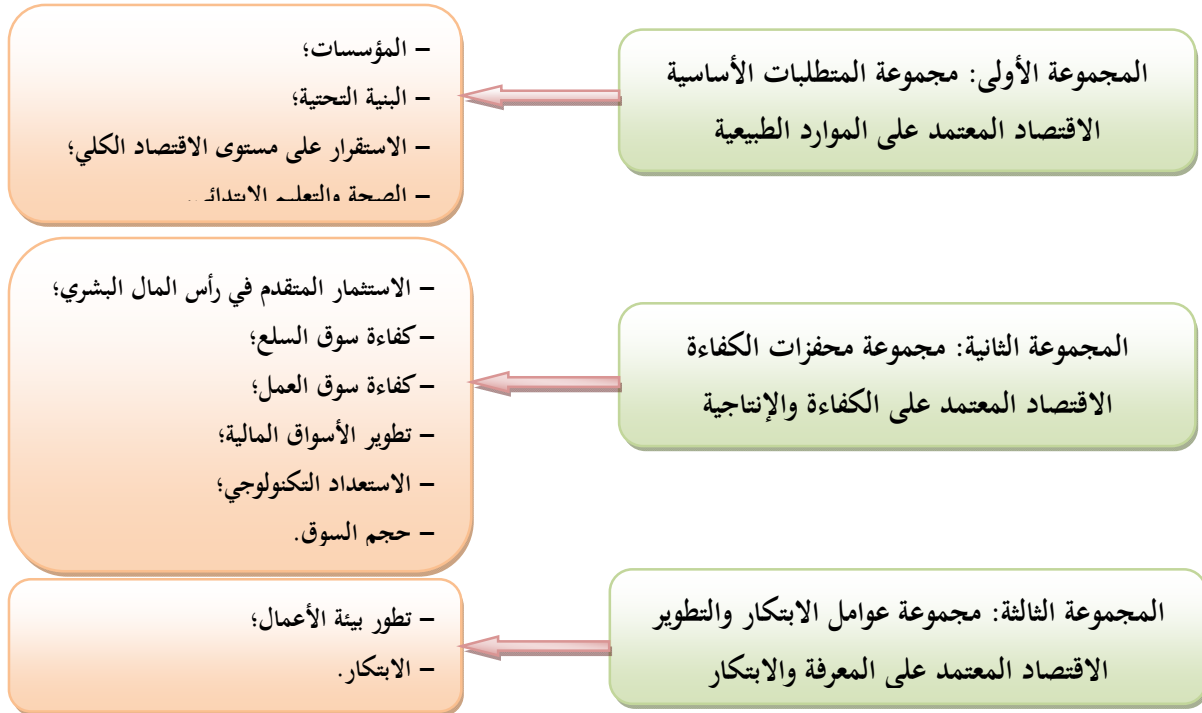 المجموعة الأولى: مجموعة المتطلبات الأساسية
الاقتصاد المعتمد على الموارد الطبيعية
– المؤسسات؛
– البنية التحتية؛
– الاستقرار على مستوى الاقتصاد الكلي؛
– الصحة والتعليم الابتدائي.
المجموعة الثانية: مجموعة محفزات الكفاءة
الاقتصاد المعتمد على الكفاءة والإنتاجية
– الاستثمار المتقدم في رأس المال البشري؛
– كفاءة سوق السلع؛
– كفاءة سوق العمل؛
– تطوير الأسواق المالية؛
– الاستعداد التكنولوجي؛
– حجم السوق.
المجموعة الثالثة: مجموعة عوامل الابتكار والتطوير
الاقتصاد المعتمد على المعرفة والابتكار
– تطور بيئة الأعمال؛
– الابتكار.